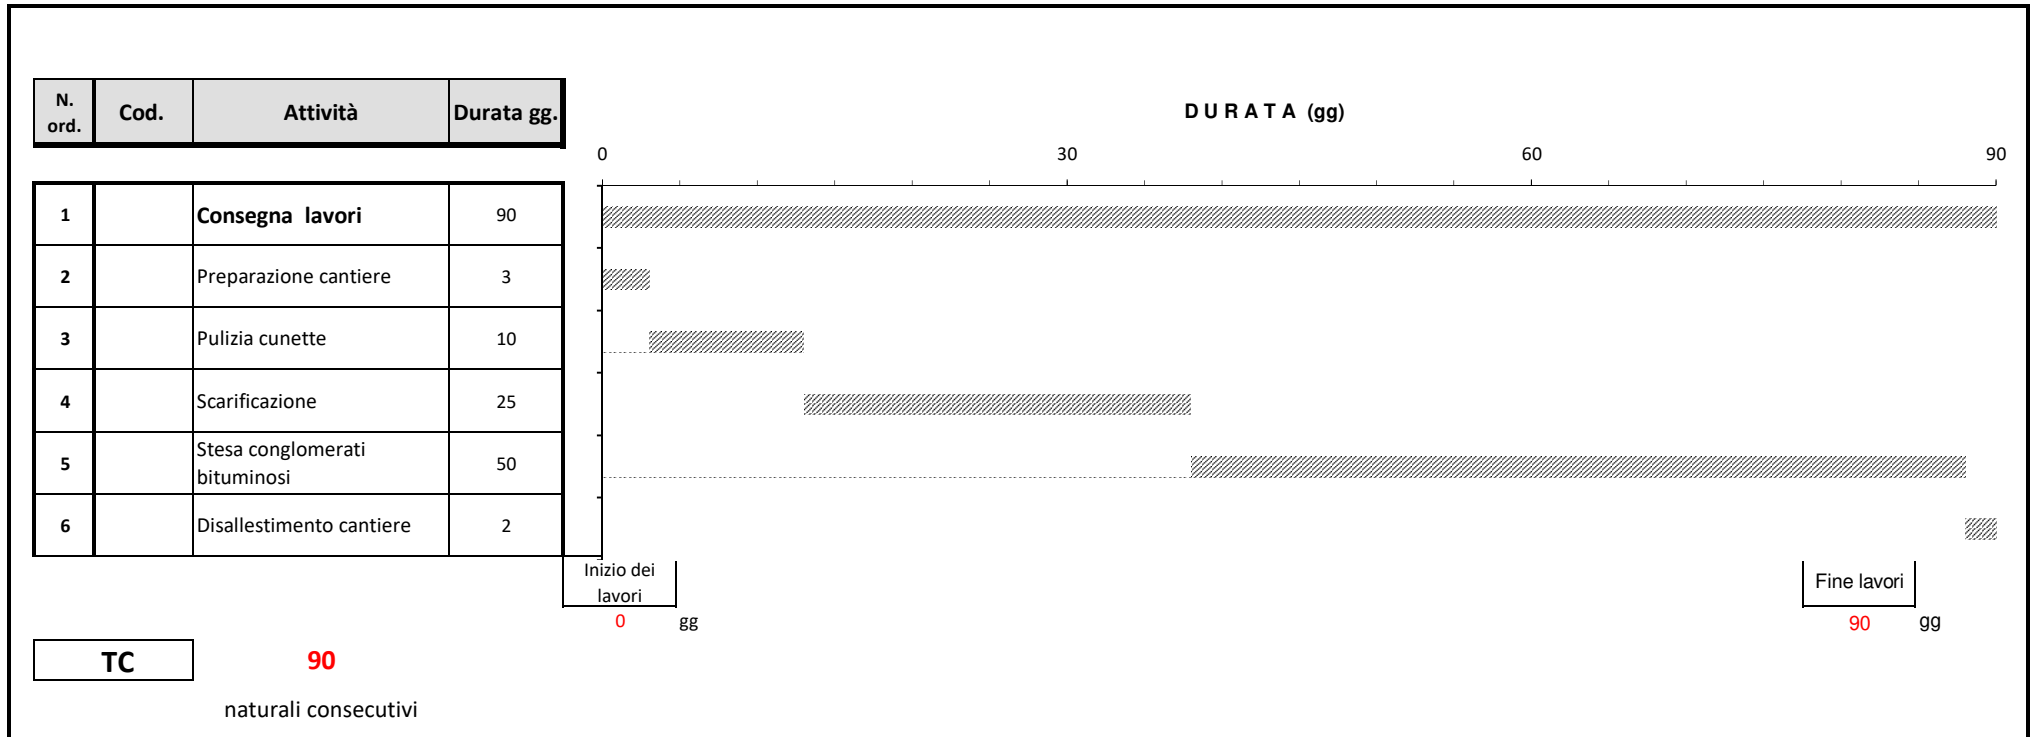 N. ord. Cod. Attività Durata gg.
D U R A T A (gg)
0 30 60 90
1 Consegna lavori 90
2 Preparazione cantiere 3
3 Pulizia cunette 10
4 Scarificazione 25
5 Stesa conglomerati bituminosi 50
6 Disallestimento cantiere 2
Inizio dei
lavori
0 gg
Fine lavori
90 gg
TC 90
naturali consecutivi